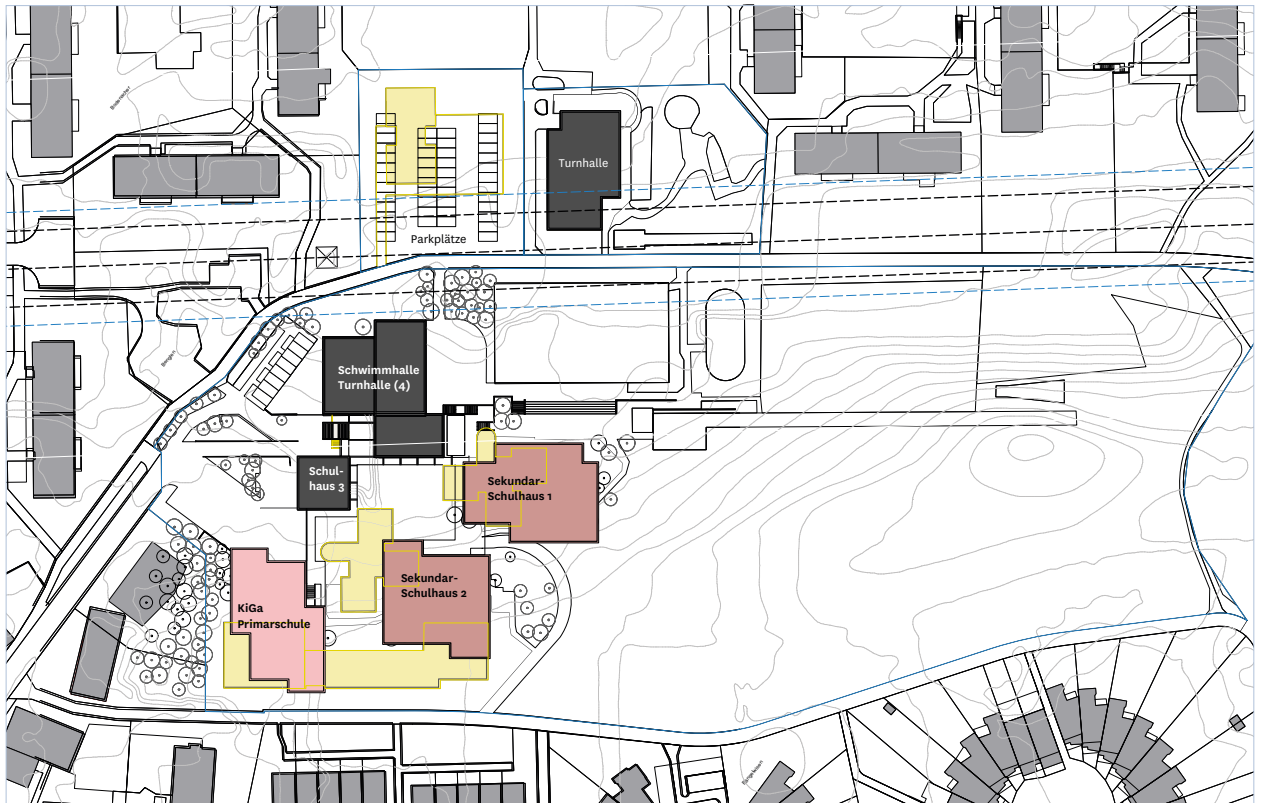 Turnhalle
Parkplätze
Schwimmhalle
Turnhalle (4)
Schul-
haus 3
Sekundar-
Schulhaus 1
Sekundar-
Schulhaus 2
KiGa
Primarschule